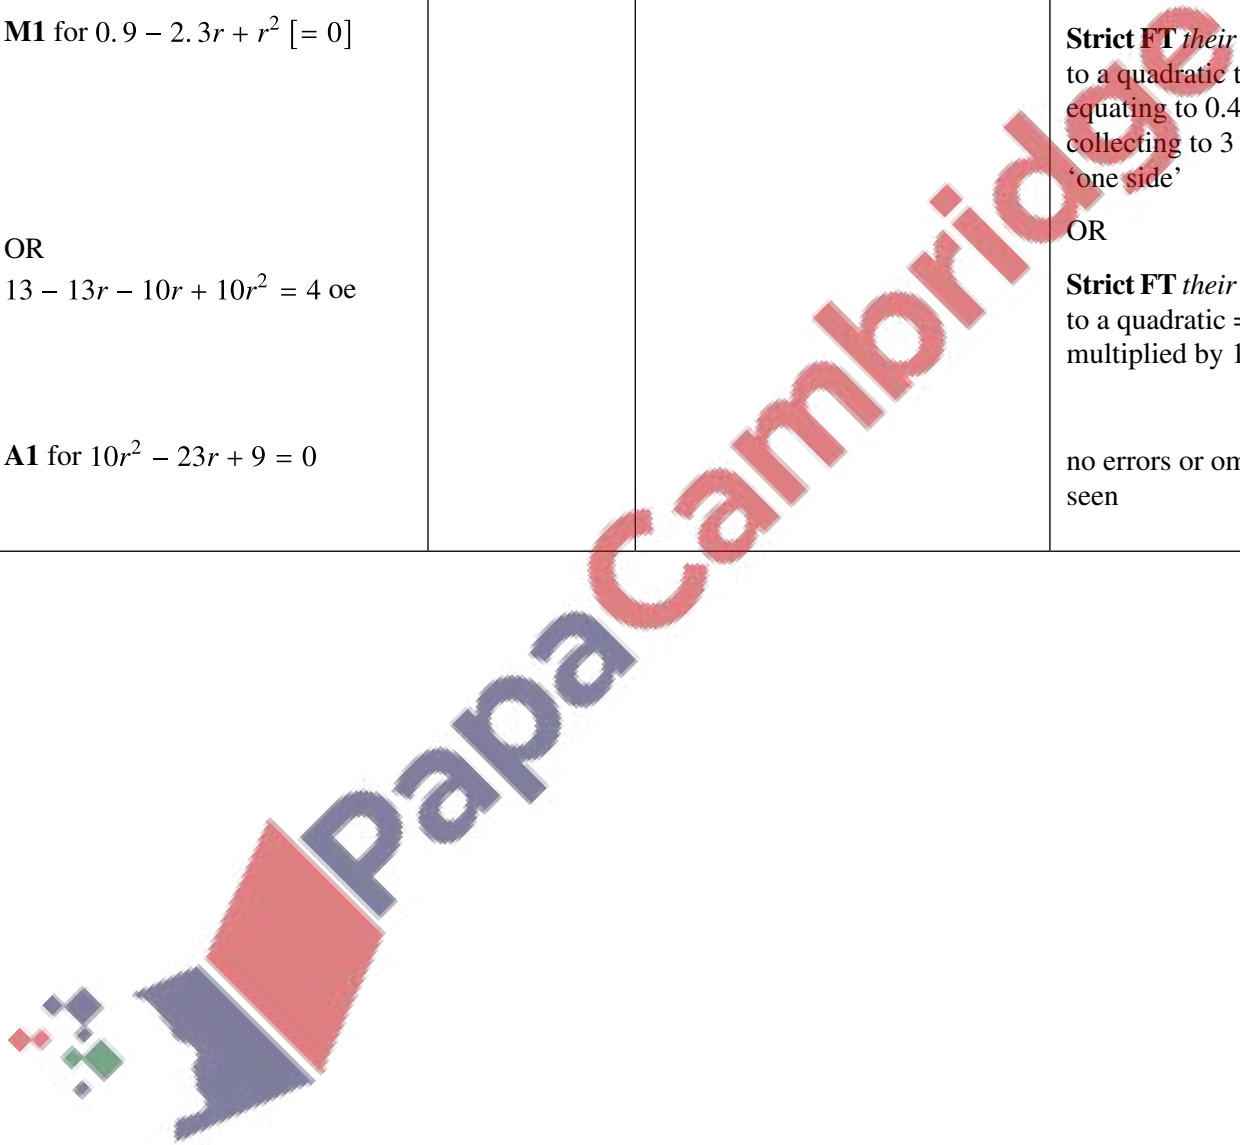 M1 for 0.9 − 2.3r + r² [= 0]
OR
13 − 13r − 10r + 10r² = 4 oe
A1 for 10r² − 23r + 9 = 0
Strict FT their
to a quadratic
equating to 0.4
collecting to 3
‘one side’
OR
Strict FT their
to a quadratic =
multiplied by 1
no errors or
seen
PapaCambridge